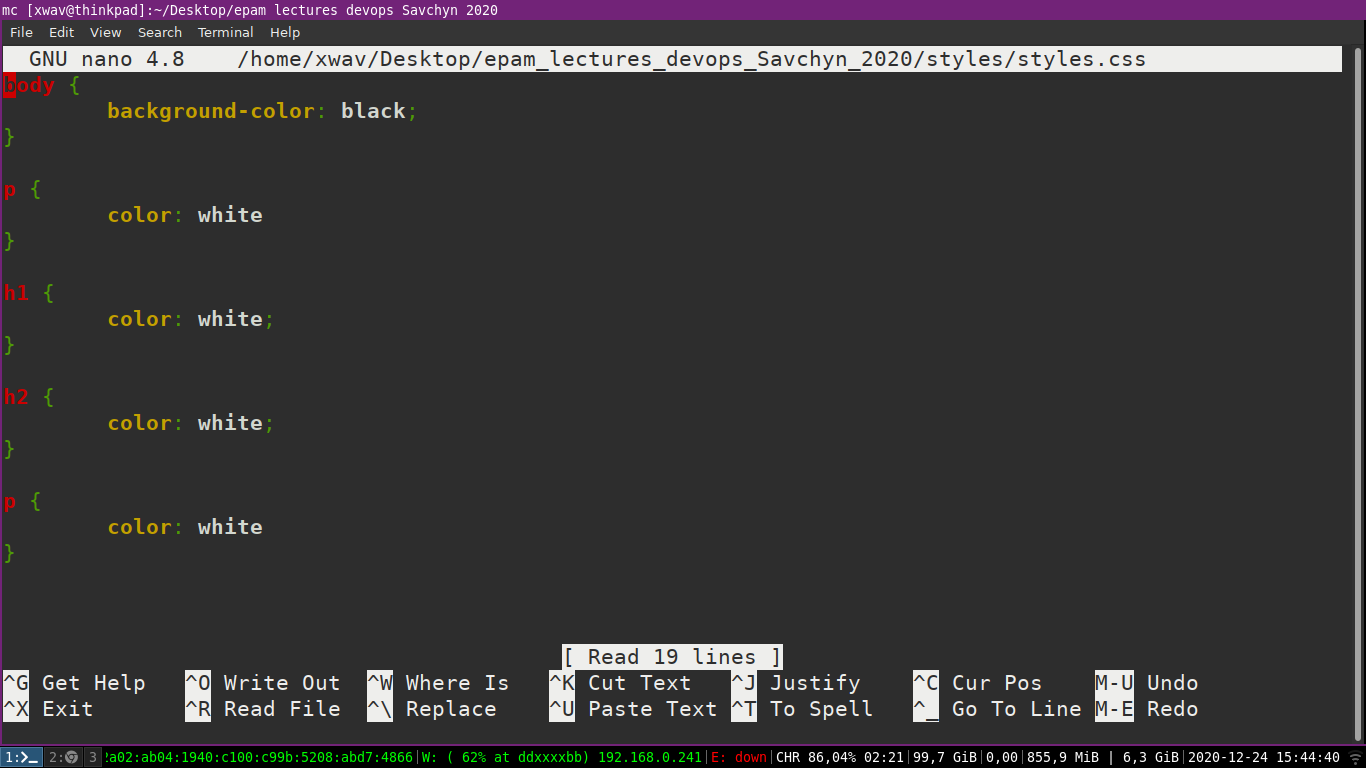 mc [xwav@thinkpad]:~/Desktop/epam lectures devops Savchyn 2020
File Edit View Search Terminal Help
GNU nano 4.8 /home/xwav/Desktop/epam_lectures_devops_Savchyn_2020/styles/styles.css
body {
background-color: black;
}
p {
color: white
}
h1 {
color: white;
}
h2 {
color: white;
}
p {
color: white
}
[ Read 19 lines ]
^G Get Help ^O Write Out ^W Where Is ^K Cut Text ^J Justify ^C Cur Pos M-U Undo
^X Exit ^R Read File ^\ Replace ^U Paste Text ^T To Spell ^_ Go To Line M-E Redo
1: 2: 3 a02:ab04:1940:c100:c99b:5208:abd7:4866|W: ( 62% at ddxxxxbb) 192.168.0.241|E: down|CHR 86,04% 02:21|99,7 GiB|0,00|855,9 MiB | 6,3 GiB|2020-12-24 15:44:40